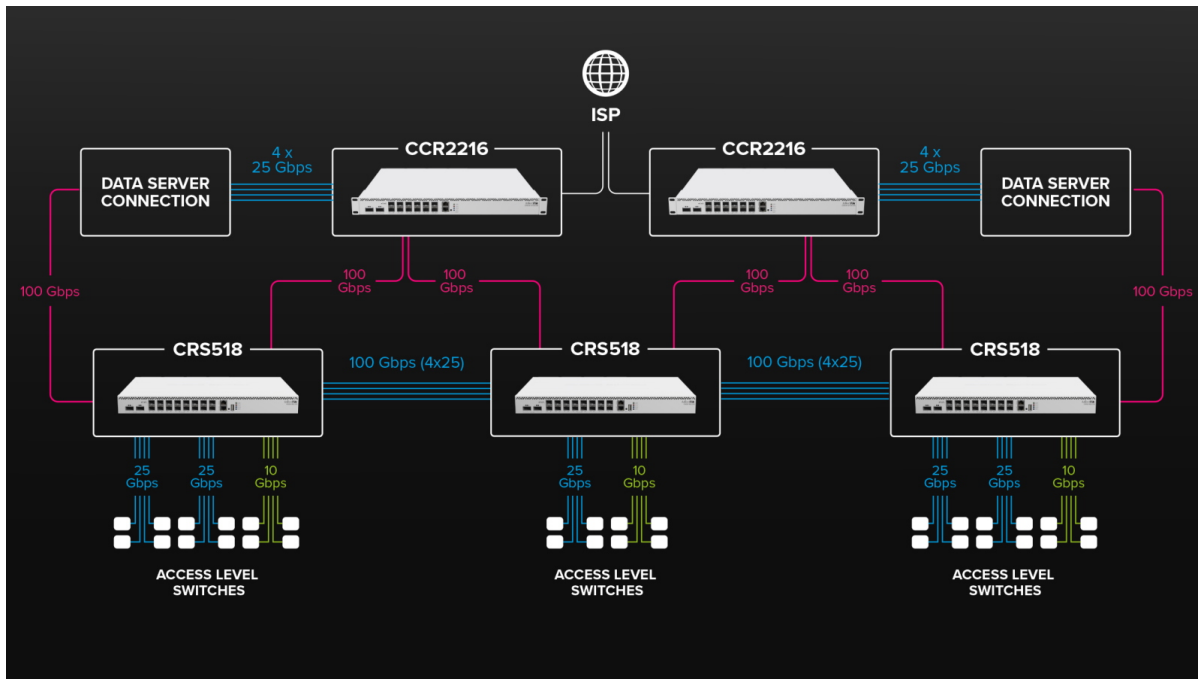 ISP
CCR2216
CCR2216
4 x
25 Gbps
4 x
25 Gbps
DATA SERVER
CONNECTION
DATA SERVER
CONNECTION
100
Gbps
100
Gbps
100
Gbps
100
Gbps
100 Gbps
100 Gbps
CRS518
CRS518
CRS518
100 Gbps (4x25)
100 Gbps (4x25)
25
Gbps
25
Gbps
10
Gbps
25
Gbps
10
Gbps
25
Gbps
25
Gbps
10
Gbps
ACCESS LEVEL
SWITCHES
ACCESS LEVEL
SWITCHES
ACCESS LEVEL
SWITCHES